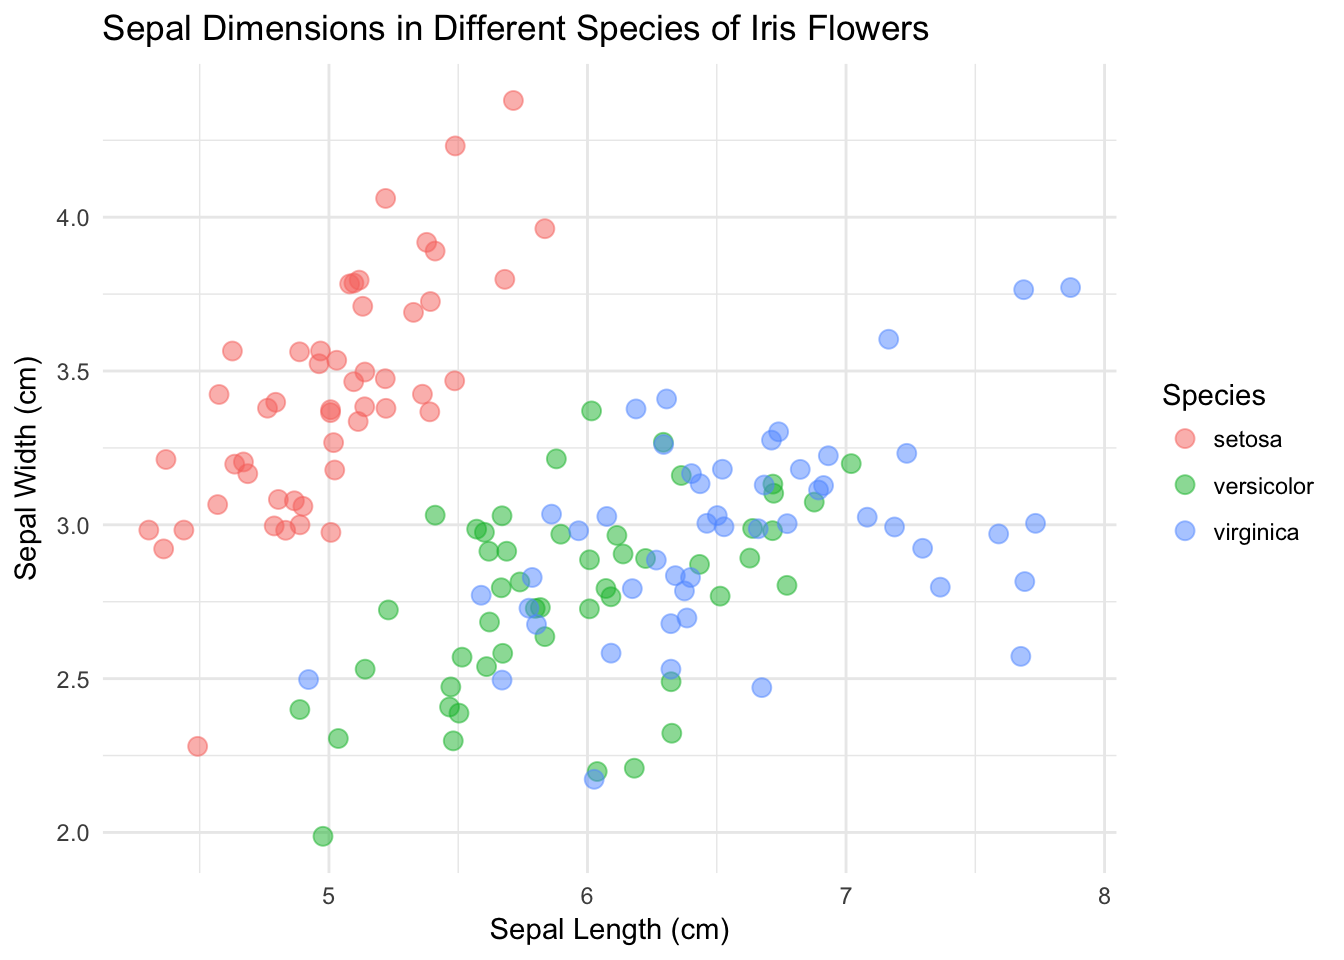 Sepal Dimensions in Different Species of Iris Flowers
Sepal Width (cm)
4.0
3.5
3.0
2.5
2.0
5 6 7 8
Sepal Length (cm)
Species
setosa
versicolor
virginica